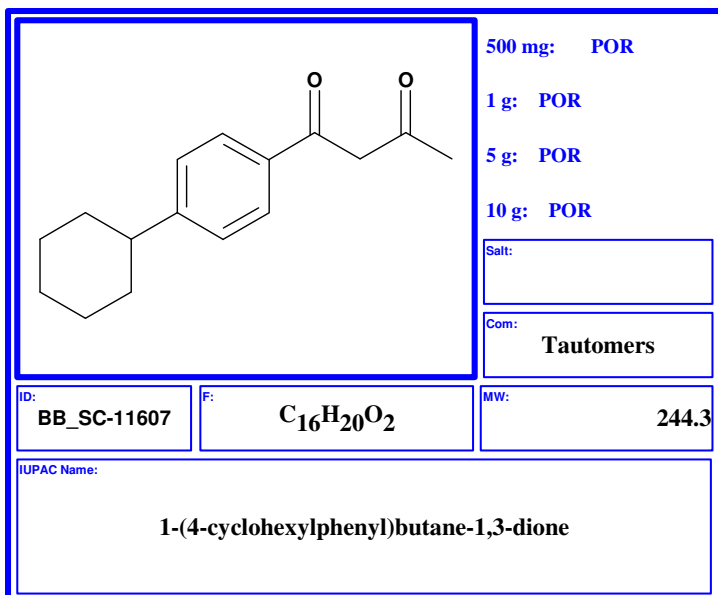 O O
500 mg: POR
1 g: POR
5 g: POR
10 g: POR
Salt:
Com:
Tautomers
ID:
BB_SC-11607
F:
C16H20O2
MW:
244.3
IUPAC Name:
1-(4-cyclohexylphenyl)butane-1,3-dione